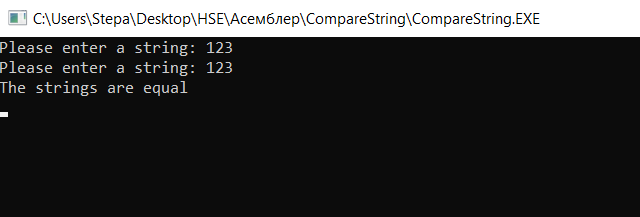 C:\Users\Stepa\Desktop\HSE\Асемблер\CompareString\CompareString.EXE
Please enter a string: 123
Please enter a string: 123
The strings are equal